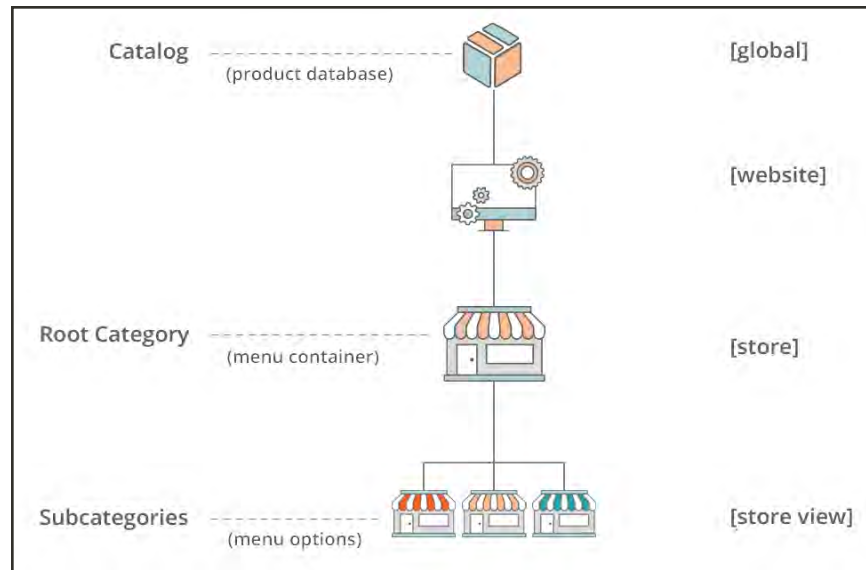 Catalog
(product database)
[global]
[website]
Root Category
(menu container)
[store]
Subcategories
(menu options)
[store view]